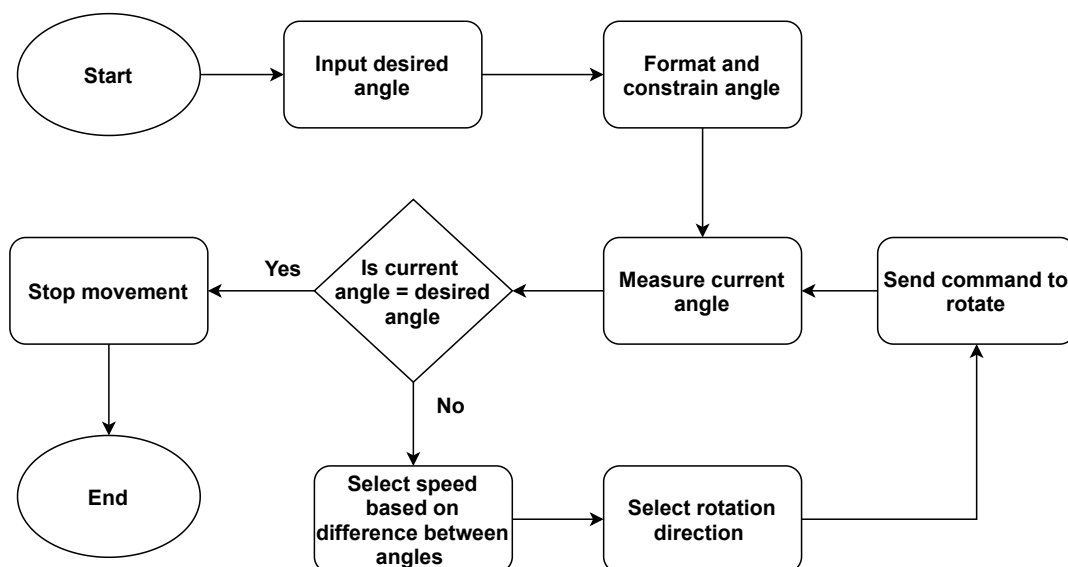 Start
Input desired
angle
Format and
constrain angle
Measure current
angle
Send command to
rotate
Is current
angle = desired
angle
Yes
Stop movement
No
End
Select speed
based on
difference between
angles
Select rotation
direction